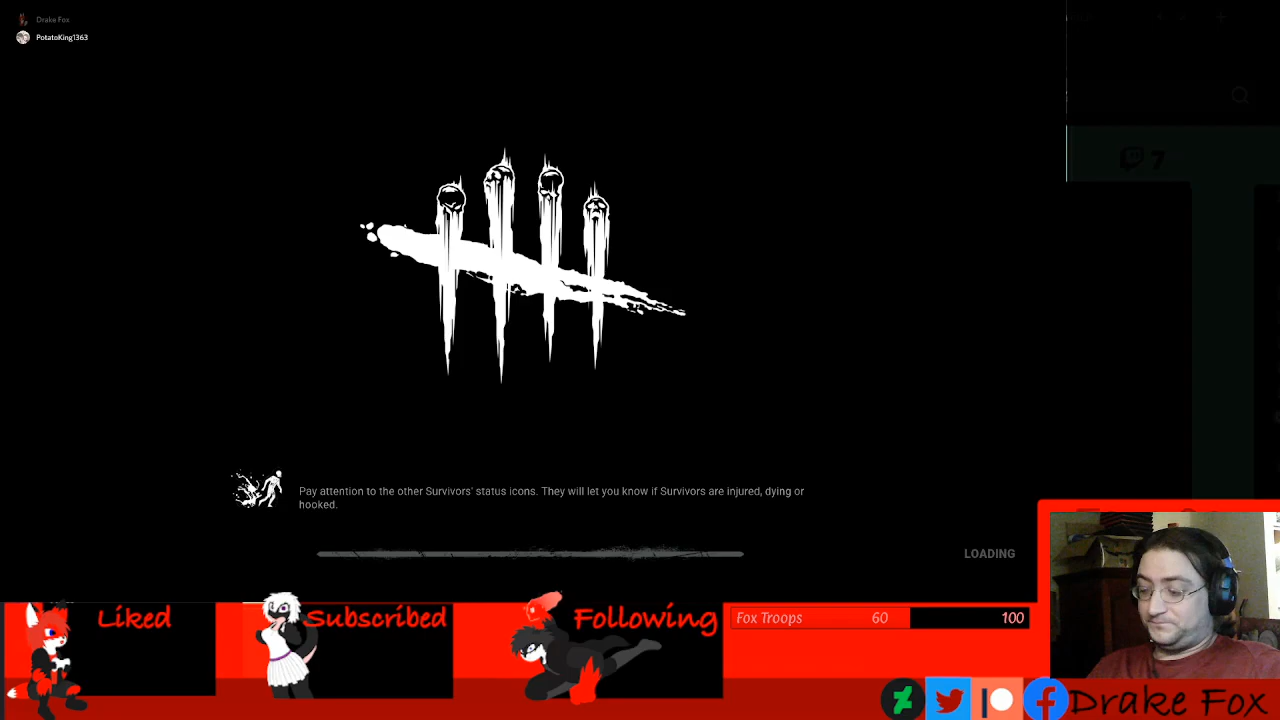 Drake Fox
PotatoKing1363
7
Pay attention to the other Survivors' status icons. They will let you know if Survivors are injured, dying or
hooked.
LOADING
Liked
Subscribed
Following
Fox Troops 60 100
Drake Fox